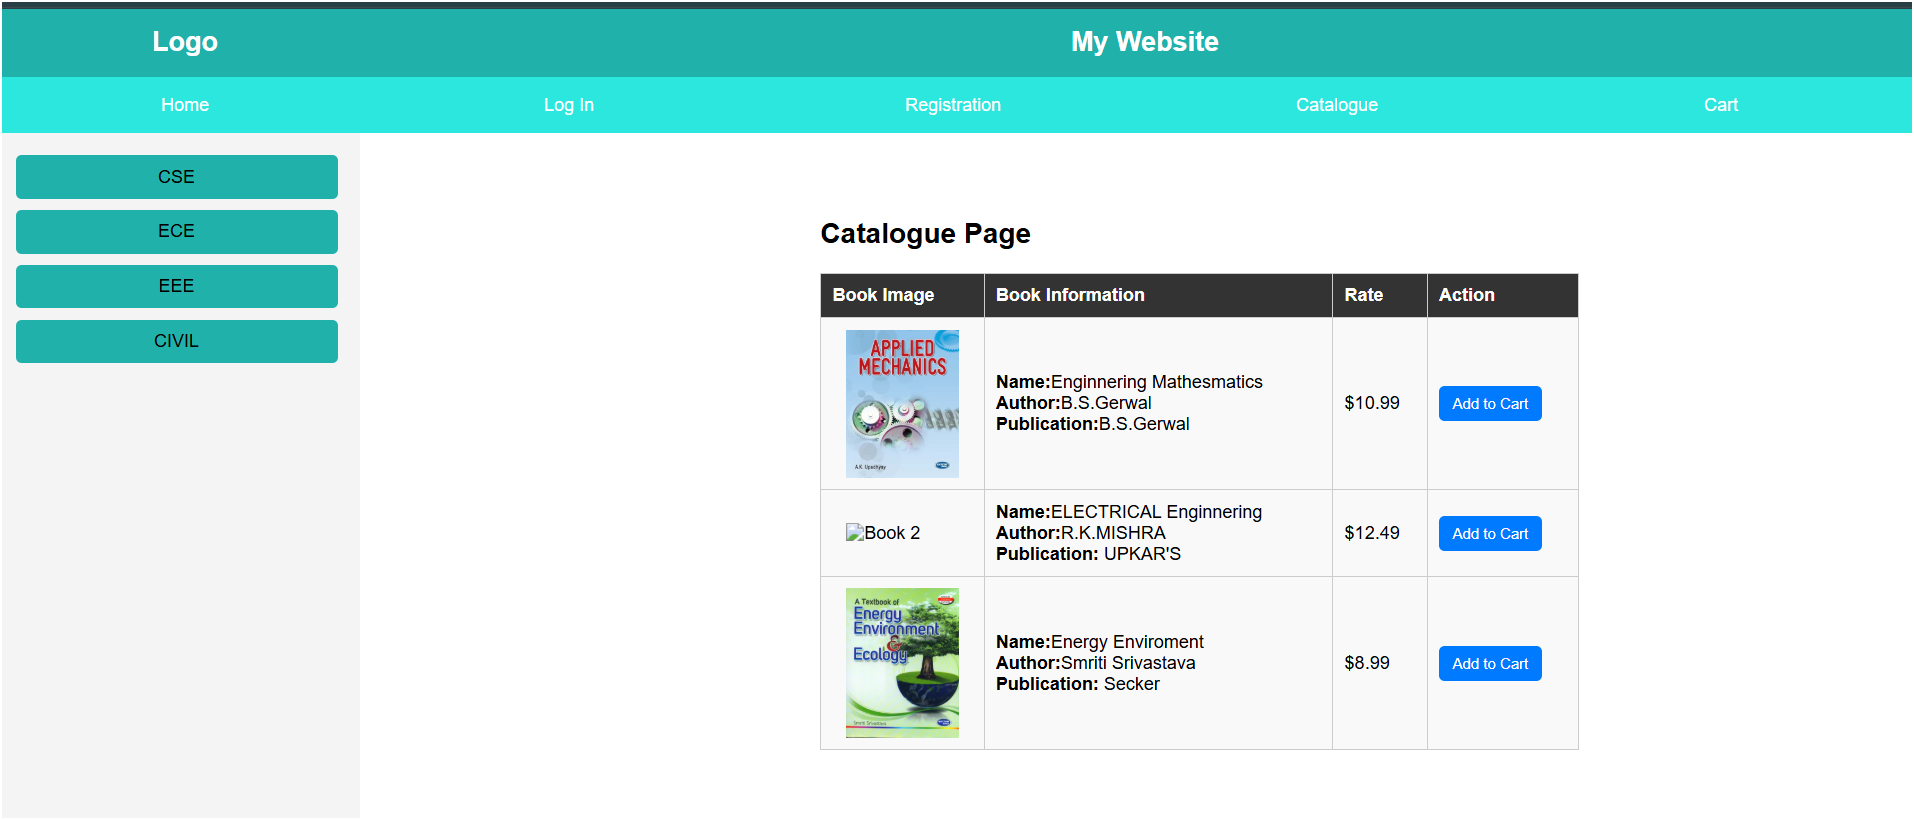 Logo
My Website
Home
Log In
Registration
Catalogue
Cart
CSE
ECE
EEE
CIVIL
Catalogue Page
Book Image
Book Information
Rate
Action
APPLIED
MECHANICS
A.K. Upadhyay
Name:Enginnering Mathesmatics
Author:B.S.Gerwal
Publication:B.S.Gerwal
$10.99
Add to Cart
Book 2
Name:ELECTRICAL Enginnering
Author:R.K.MISHRA
Publication: UPKAR'S
$12.49
Add to Cart
A Textbook of
Energy
Environment
&
Ecology
Smriti Srivastava
Name:Energy Enviroment
Author:Smriti Srivastava
Publication: Secker
$8.99
Add to Cart